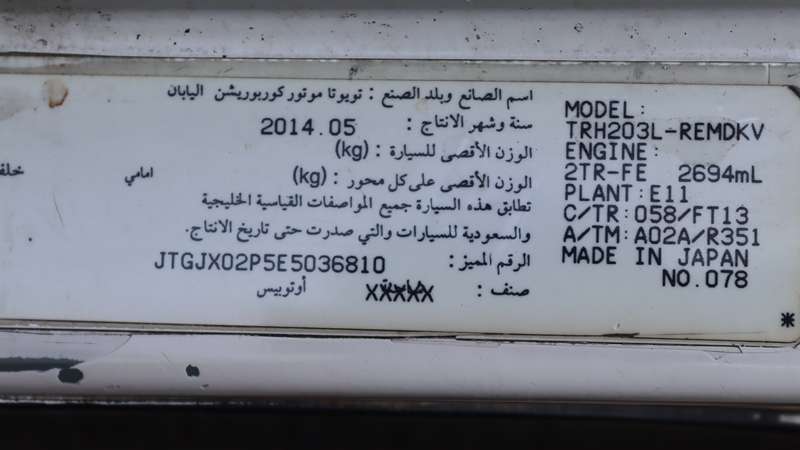 اسم الصانع وبلد الصنع : تويوتا موتور كوربوريشن اليابان
سنة وشهر الانتاج : 2014.05
الوزن الأقصى للسيارة : (kg)
الوزن الأقصى على كل محور : (kg) امامي خلف
تطابق هذه السيارة جميع المواصفات القياسية الخليجية
والسعودية للسيارات والتي صدرت حتى تاريخ الانتاج.
الرقم المميز : JTGJX02P5E5036810
صنف : XXXXX أوتوبيس
MODEL:
TRH203L-REMDKV
ENGINE:
2TR-FE 2694mL
PLANT:E11
C/TR:058/FT13
A/TM:A02A/R351
MADE IN JAPAN
NO.078
*